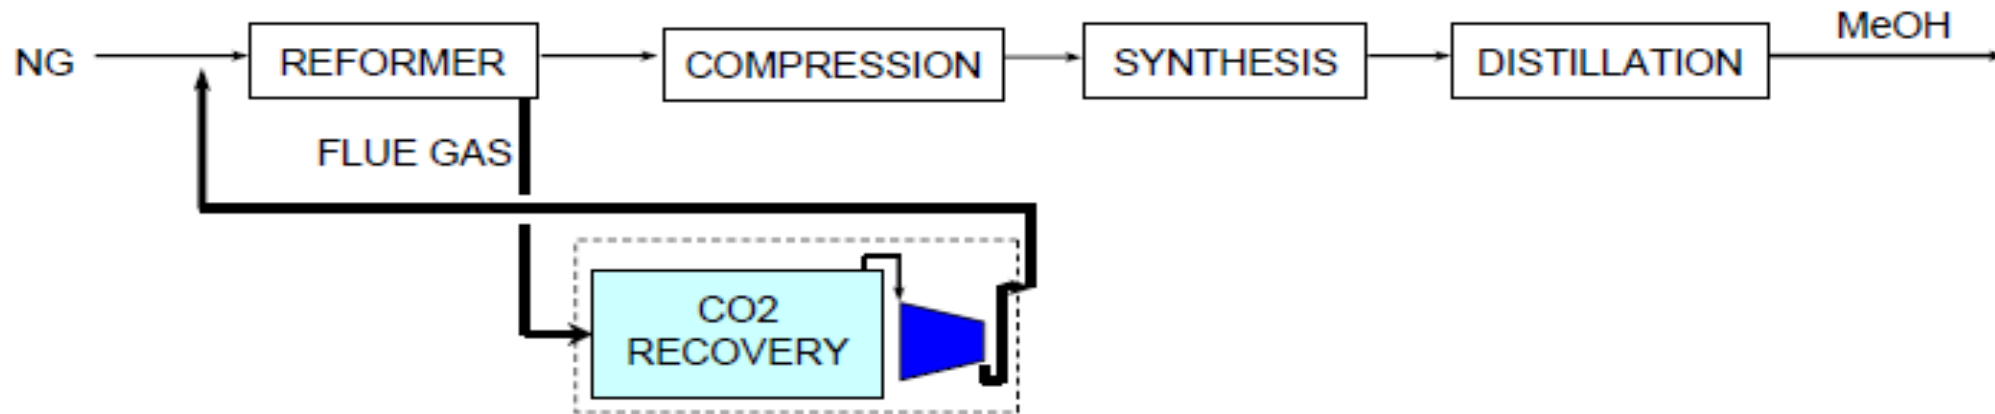 NG
REFORMER
COMPRESSION
SYNTHESIS
DISTILLATION
MeOH
FLUE GAS
CO2
RECOVERY